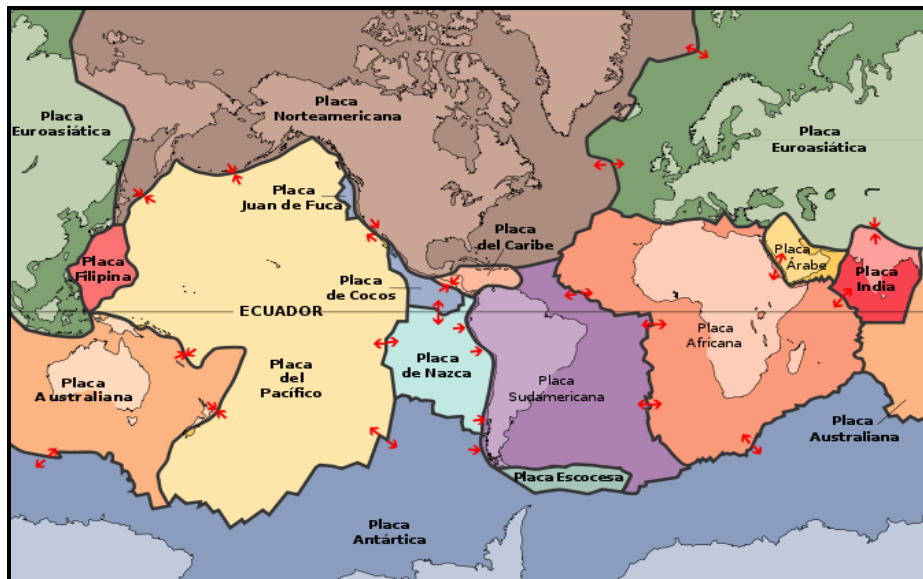 Placa
Norteamericana
Placa
Euroasiática
Placa
Euroasiática
Placa
Juan de Fuca
Placa
del Caribe
Placa
Filipina
Placa
Árabe
Placa
India
Placa
de Cocos
ECUADOR
Placa
Africana
Placa
de Nazca
Placa
del
Pacífico
Placa
Australiana
Placa
Sudamericana
Placa
Australiana
Placa Escocesa
Placa
Antártica